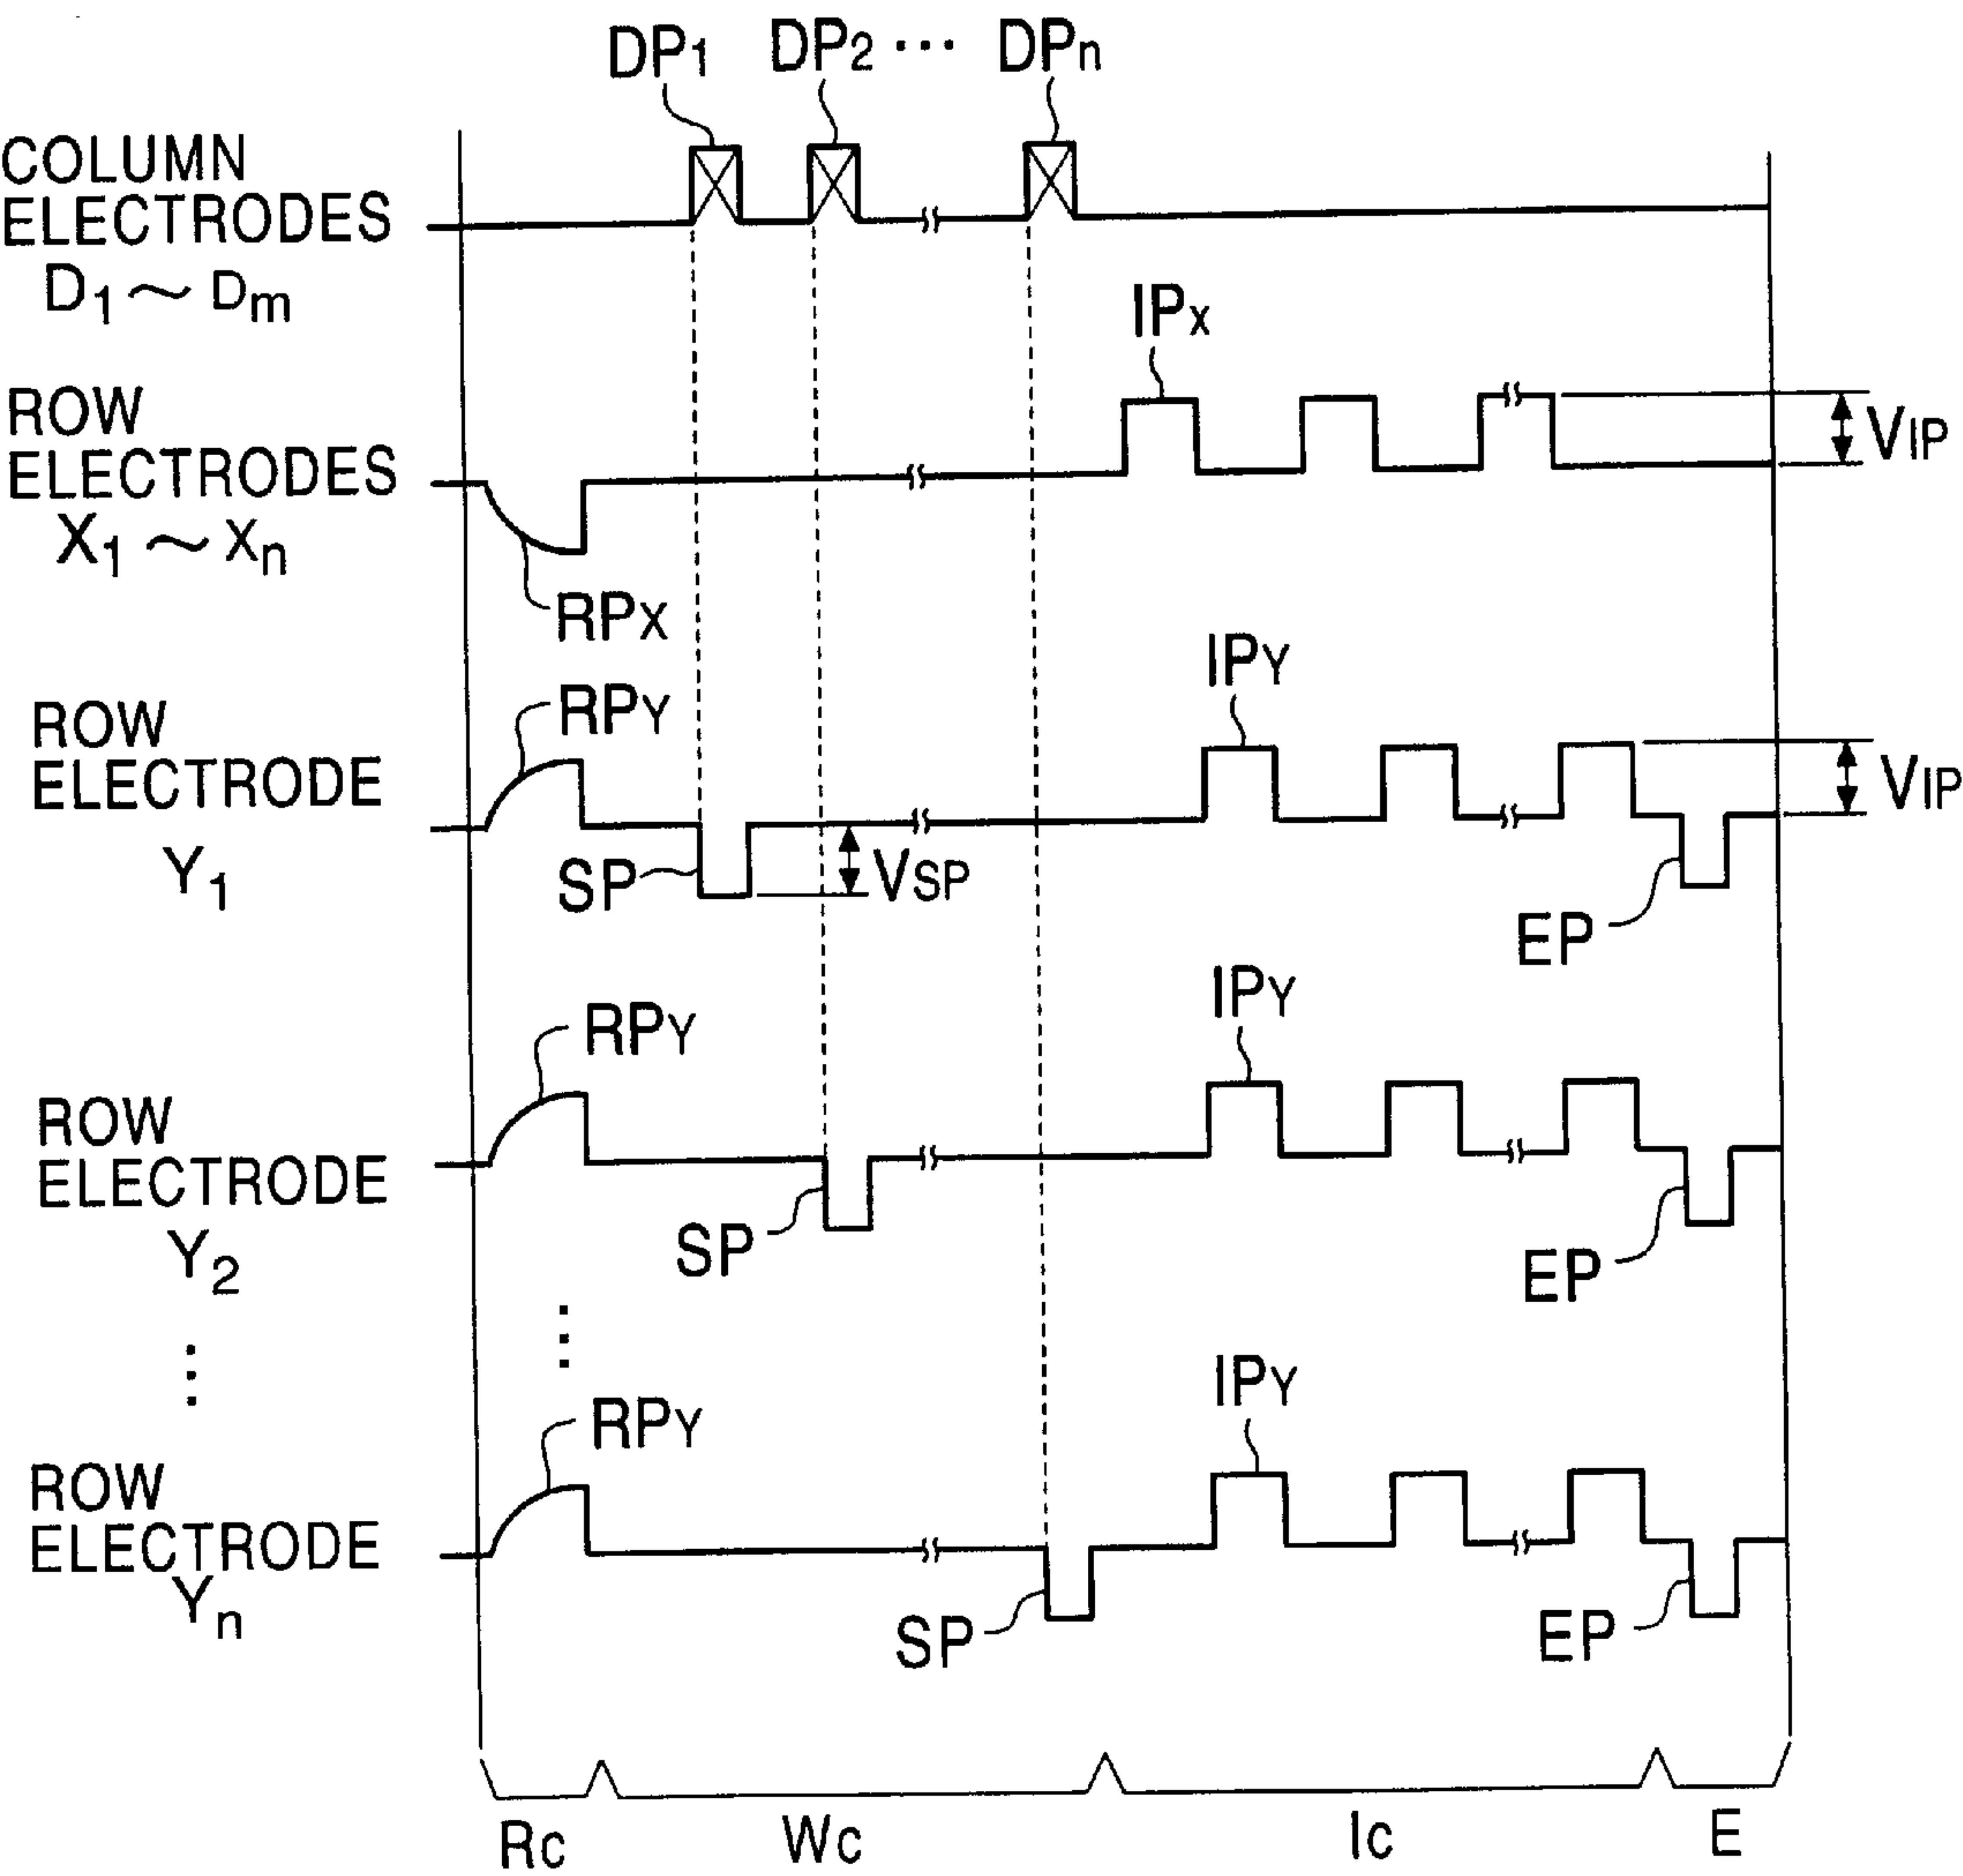 DP1 DP2 ... DPn
COLUMN
ELECTRODES
D1～Dm
IPX
ROW
ELECTRODES
X1～Xn
VIP
RPX
IPY
RPY
ROW
ELECTRODE
Y1
VIP
SP
VSP
EP
IPY
RPY
ROW
ELECTRODE
Y2
SP
EP
IPY
RPY
ROW
ELECTRODE
Yn
SP
EP
RC WC IC E